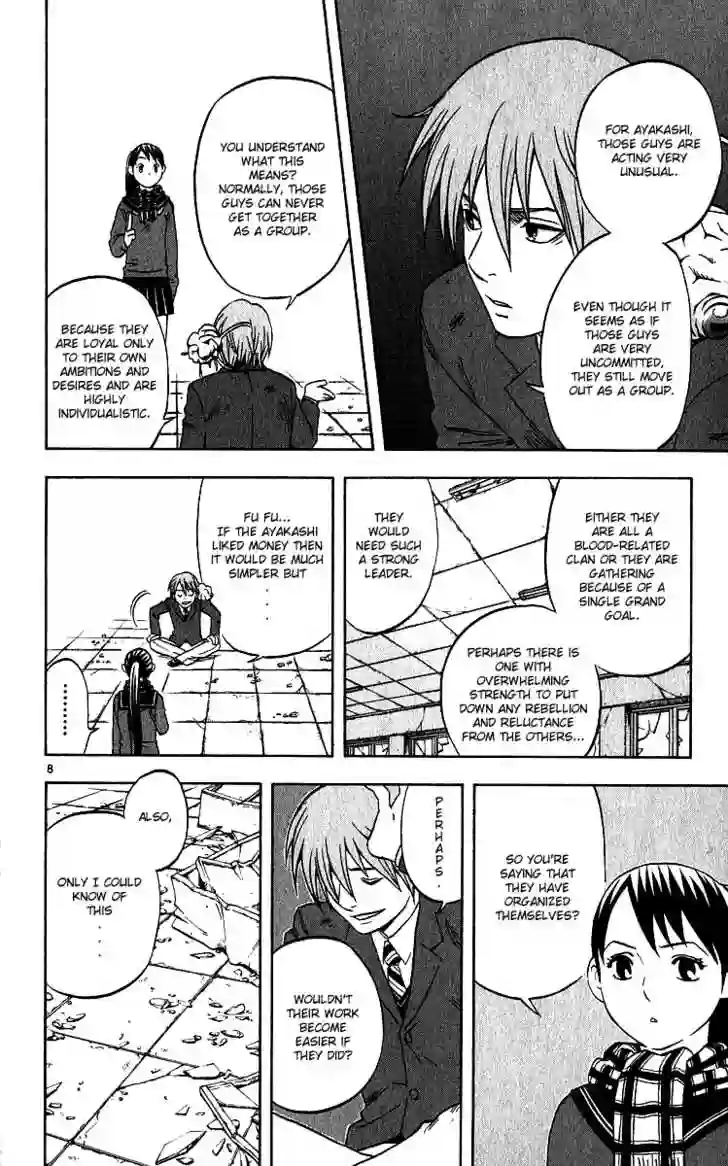 FOR AYAKASHI,
THOSE GUYS ARE
ACTING VERY
UNUSUAL.
EVEN THOUGH IT
SEEMS AS IF
THOSE GUYS
ARE VERY
UNCOMMITTED,
THEY STILL MOVE
OUT AS A GROUP.
YOU UNDERSTAND
WHAT THIS
MEANS?
NORMALLY, THOSE
GUYS CAN NEVER
GET TOGETHER
AS A GROUP.
BECAUSE THEY
ARE LOYAL ONLY
TO THEIR OWN
AMBITIONS AND
DESIRES AND ARE
HIGHLY
INDIVIDUALISTIC.
EITHER THEY
ARE ALL A
BLOOD-RELATED
CLAN OR THEY
ARE GATHERING
BECAUSE OF A
SINGLE GRAND
GOAL.
PERHAPS THERE IS
ONE WITH
OVERWHELMING
STRENGTH TO PUT
DOWN ANY REBELLION
AND RELUCTANCE
FROM THE OTHERS...
THEY
WOULD
NEED SUCH
A STRONG
LEADER.
FU FU...
IF THE AYAKASHI
LIKED MONEY THEN
IT WOULD BE MUCH
SIMPLER BUT
...
........
8
SO YOU'RE
SAYING THAT
THEY HAVE
ORGANIZED
THEMSELVES?
PERHAPS.
WOULDN'T
THEIR WORK
BECOME
EASIER IF
THEY DID?
ALSO,
ONLY I COULD
KNOW OF
THIS
...